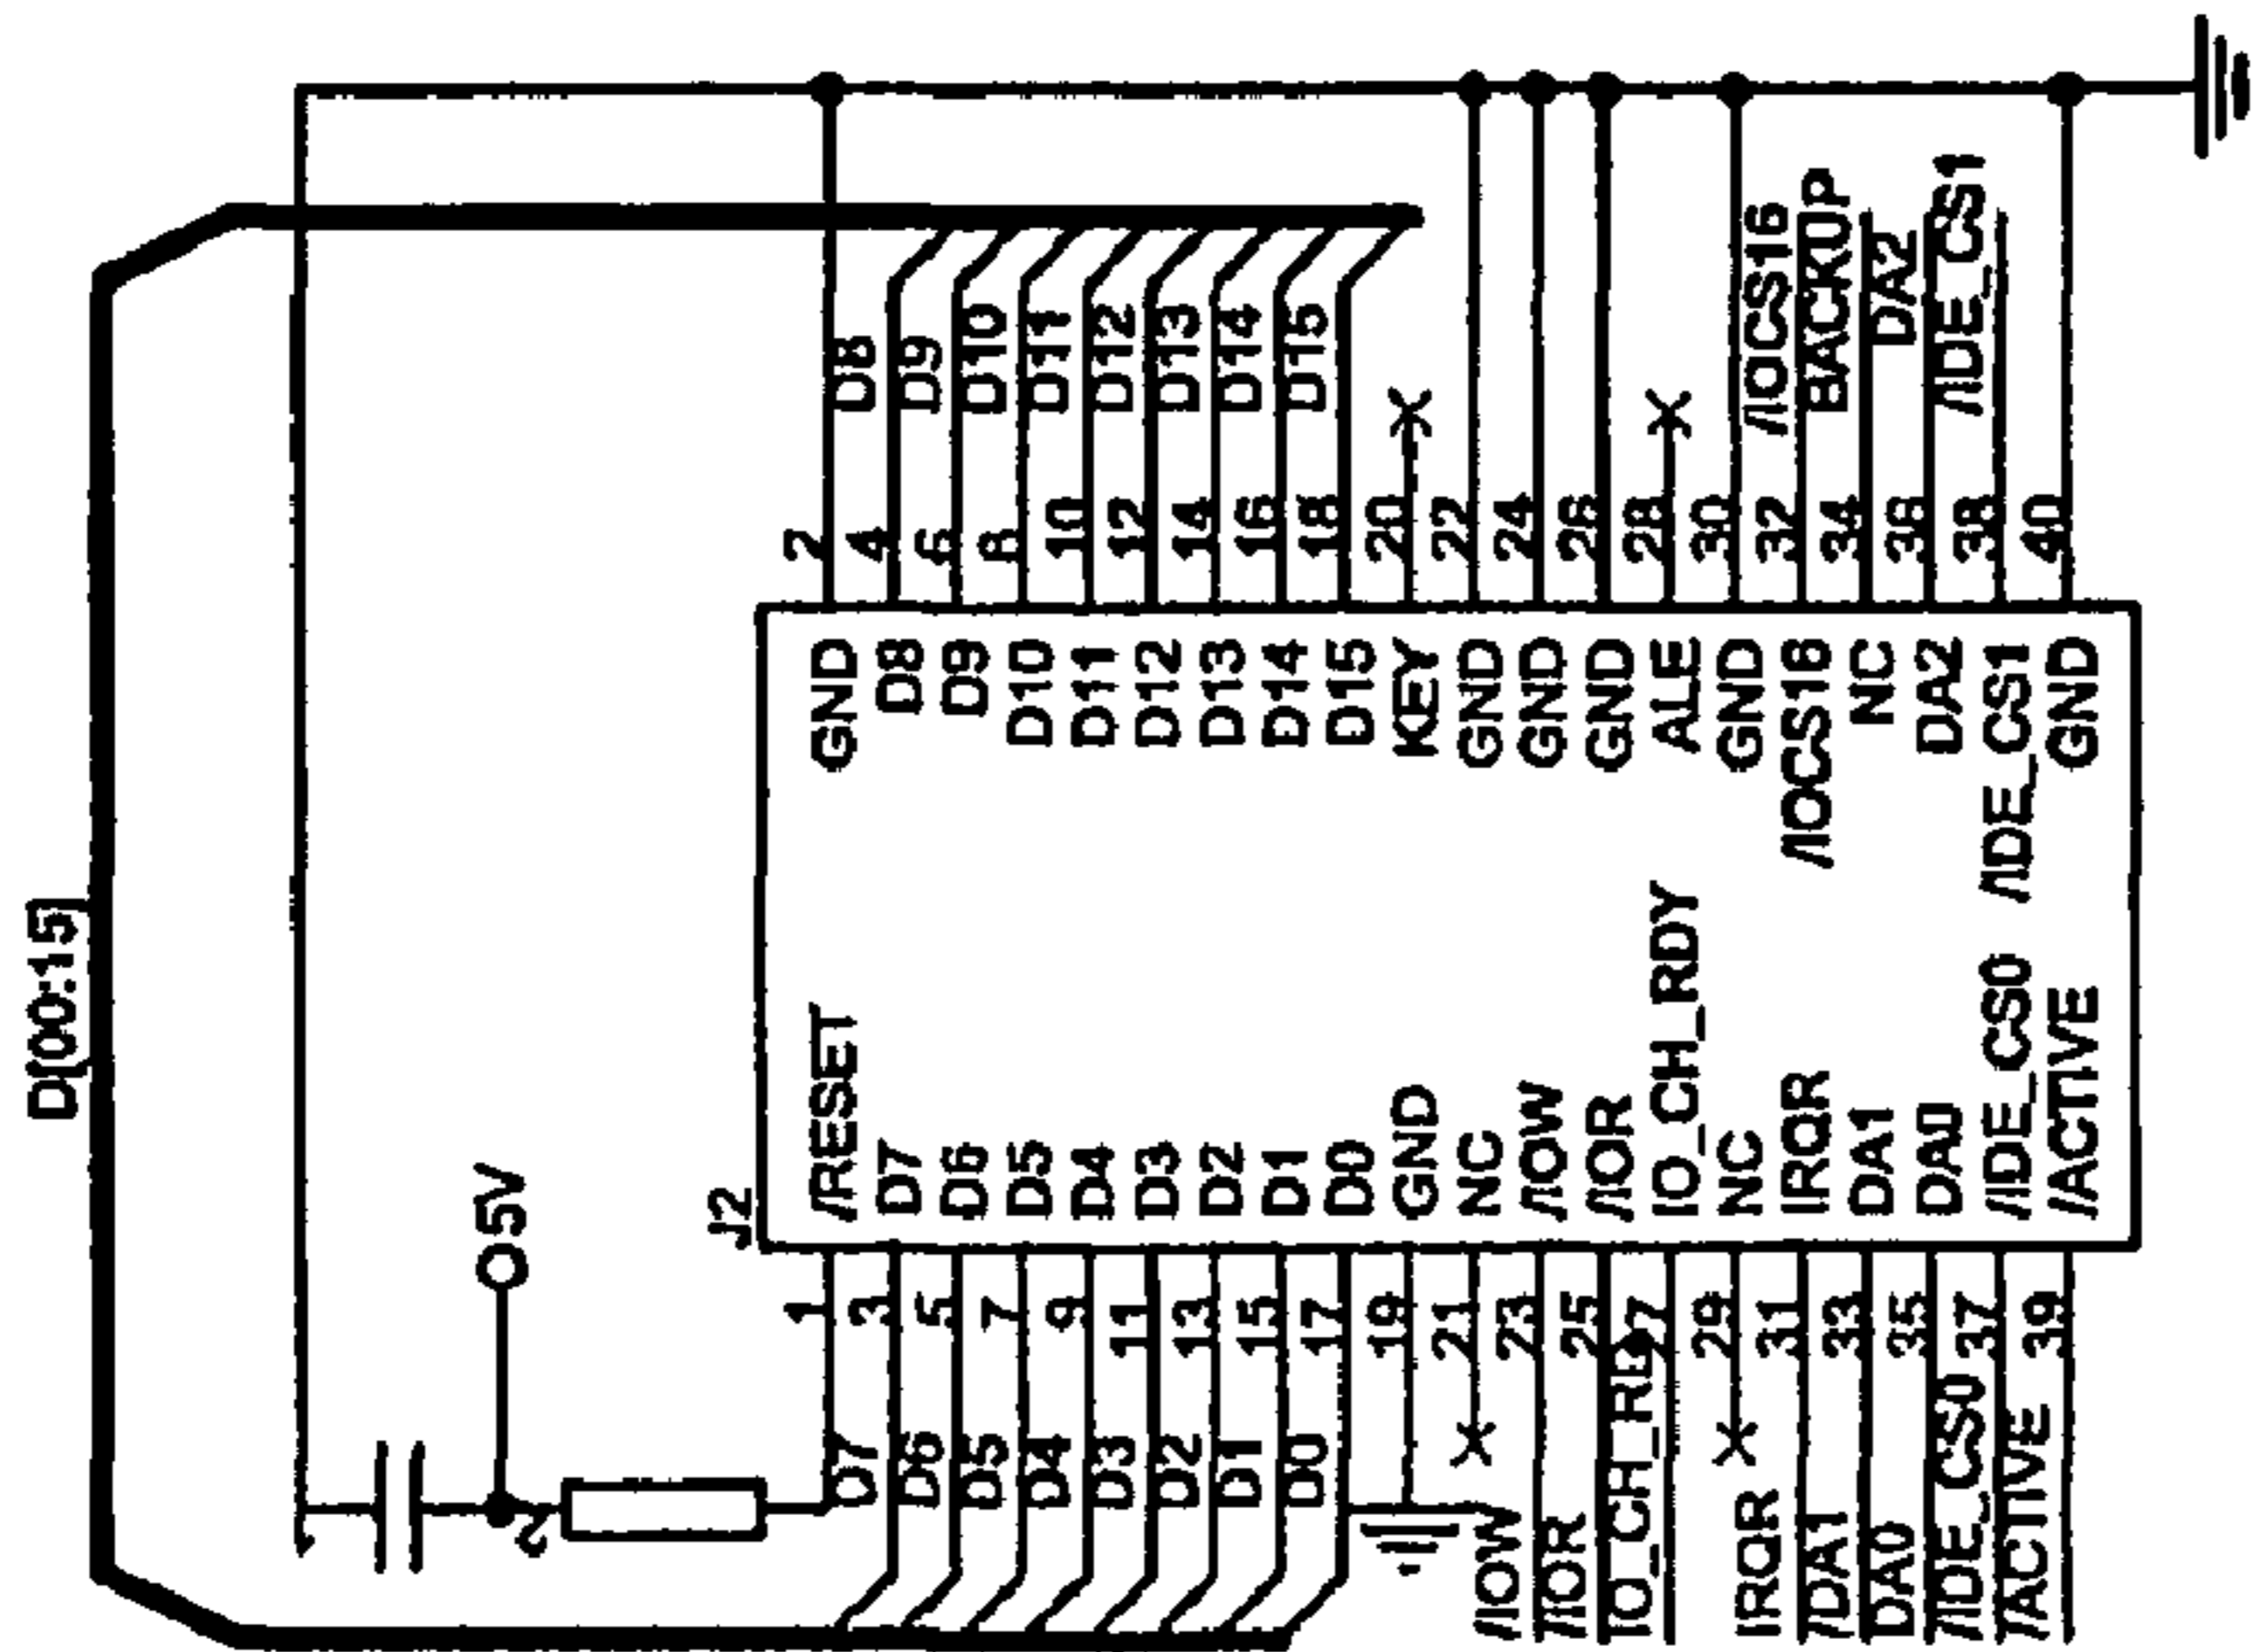 D[00:15]
5V
2
J2
1 /RESET GND 2
D7 D8
3 D7 D8 4
D6 D9
5 D6 D9 6
D5 D10
7 D5 D10 8
D4 D11
9 D4 D11 10
D3 D12
11 D3 D12 12
D2 D13
13 D2 D13 14
D1 D14
15 D1 D14 16
D0 D15
17 D0 D15 18
19 GND KEY 20
21 NC GND 22
/IOW
23 /IOW GND 24
/IOR
25 /IOR GND 26
IO_CH_RDY
27 IO_CH_RDY ALE 28
29 NC GND 30
IRQR /IOCS16
31 IRQR /IOCS16 32
/DA1 BACKUP
33 DA1 NC 34
DA0 DA2
35 DA0 DA2 36
/IDE_CS0 /IDE_CS1
37 /IDE_CS0 /IDE_CS1 38
/ACTIVE
39 /ACTIVE GND 40